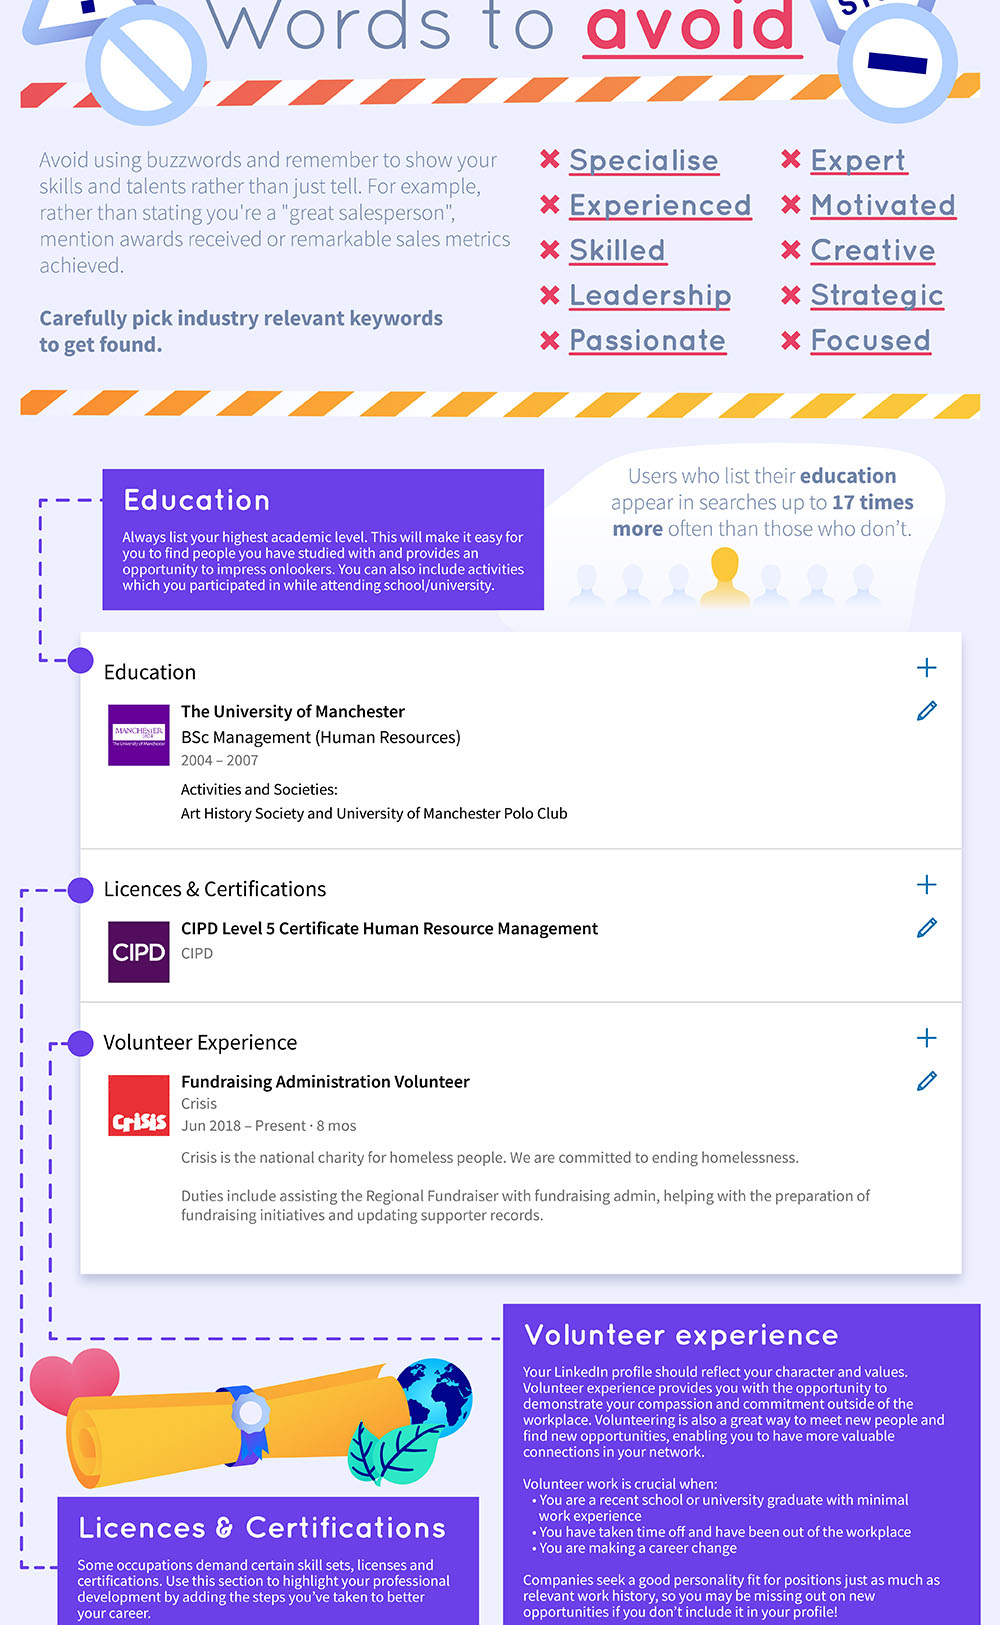 Words to avoid
Avoid using buzzwords and remember to show your
skills and talents rather than just tell. For example,
rather than stating you're a "great salesperson",
mention awards received or remarkable sales metrics
achieved.
Carefully pick industry relevant keywords
to get found.
Specialise
Experienced
Skilled
Leadership
Passionate
Expert
Motivated
Creative
Strategic
Focused
Education
Always list your highest academic level. This will make it easy for
you to find people you have studied with and provides an
opportunity to impress onlookers. You can also include activities
which you participated in while attending school/university.
Users who list their education
appear in searches up to 17 times
more often than those who don't.
Education
MANCHESTER
1824
The University of Manchester
The University of Manchester
BSc Management (Human Resources)
2004 – 2007
Activities and Societies:
Art History Society and University of Manchester Polo Club
Licences & Certifications
CIPD
CIPD Level 5 Certificate Human Resource Management
CIPD
Volunteer Experience
Crisis
Fundraising Administration Volunteer
Crisis
Jun 2018 – Present · 8 mos
Crisis is the national charity for homeless people. We are committed to ending homelessness.
Duties include assisting the Regional Fundraiser with fundraising admin, helping with the preparation of
fundraising initiatives and updating supporter records.
Volunteer experience
Your LinkedIn profile should reflect your character and values.
Volunteer experience provides you with the opportunity to
demonstrate your compassion and commitment outside of the
workplace. Volunteering is also a great way to meet new people and
find new opportunities, enabling you to have more valuable
connections in your network.
Volunteer work is crucial when:
• You are a recent school or university graduate with minimal
work experience
• You have taken time off and have been out of the workplace
• You are making a career change
Companies seek a good personality fit for positions just as much as
relevant work history, so you may be missing out on new
opportunities if you don't include it in your profile!
Licences & Certifications
Some occupations demand certain skill sets, licenses and
certifications. Use this section to highlight your professional
development by adding the steps you've taken to better
your career.